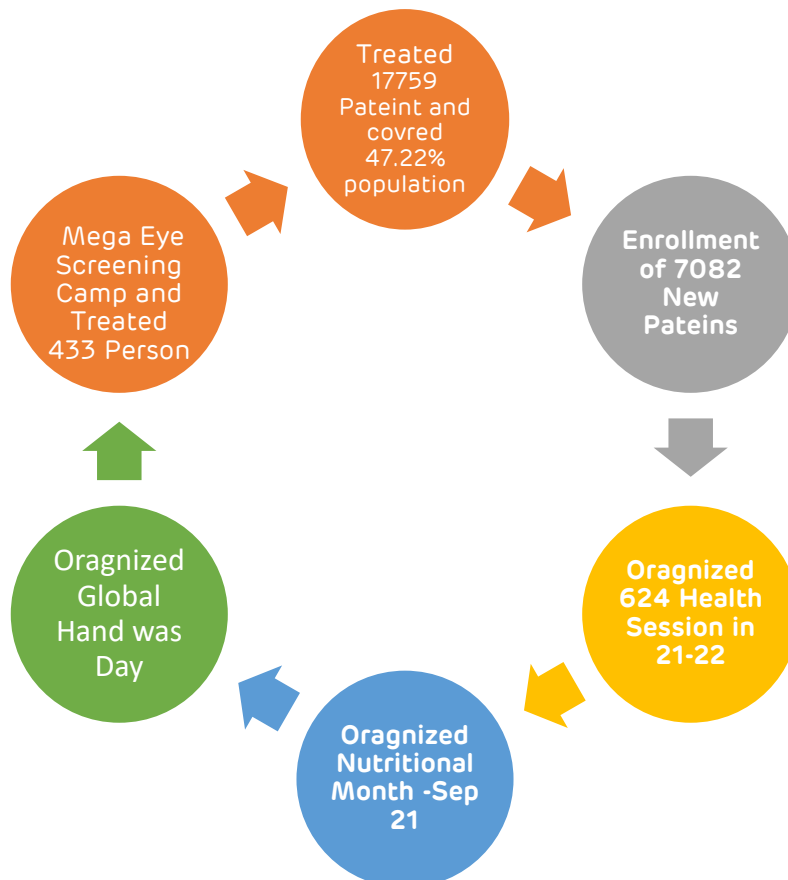 Treated
17759
Pateint and
covred
47.22%
population
Enrollment
of 7082
New
Pateins
Oragnized
624 Health
Session in
21-22
Oragnized
Nutritional
Month -Sep
21
Oragnized
Global
Hand was
Day
Mega Eye
Screening
Camp and
Treated
433 Person